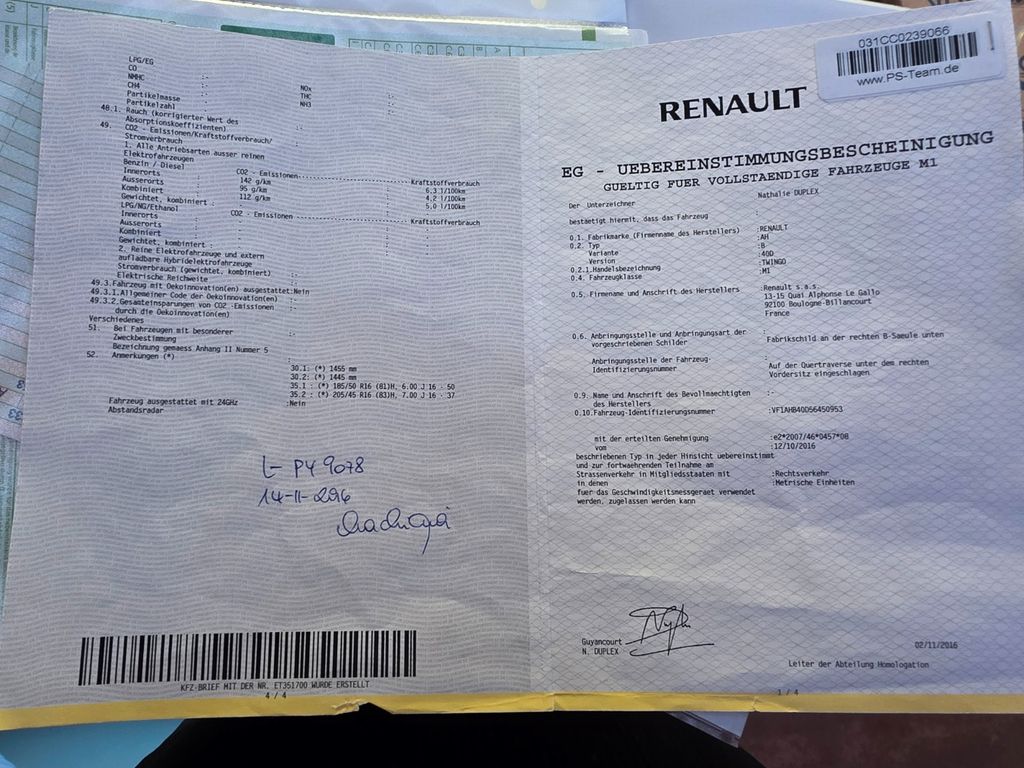 LPG/EG
CO
NMHC :-
CH4 :-
Partikelmasse
Partikelzahl
NOx
THC
NH3
48.1. Rauch (korrigierter Wert des
Absorptionskoeffizienten) :-
49. CO2 - Emissionen/Kraftstoffverbrauch/
Stromverbrauch
1. Alle Antriebsarten ausser reinen
Elektrofahrzeugen
Benzin / Diesel CO2 - Emissionen Kraftstoffverbrauch
Innerorts : 142 g/km 6,3 l/100km
Ausserorts : 95 g/km 4,2 l/100km
Kombiniert : 112 g/km 5,0 l/100km
Gewichtet, kombiniert :
LPG/NG/Ethanol CO2 - Emissionen Kraftstoffverbrauch
Innerorts :
Ausserorts :
Kombiniert :
Gewichtet, kombiniert :
2. Reine Elektrofahrzeuge und extern
aufladbare Hybridelektrofahrzeuge
Stromverbrauch (gewichtet, kombiniert) :-
Elektrische Reichweite :-
49.3.Fahrzeug mit Oekoinnovation(en) ausgestattet:Nein
49.3.1.Allgemeiner Code der Oekoinnovation(en) :-
49.3.2.Gesamteinsparungen von CO2 -Emissionen :-
durch die Oekoinnovation(en)
Verschiedenes
51. Bei Fahrzeugen mit besonderer :-
Zweckbestimmung
Bezeichnung gemaess Anhang II Nummer 5
52. Anmerkungen (*) :
30.1: (*) 1455 mm
30.2: (*) 1445 mm
35.1 : (*) 185/50 R16 (81)H, 6.00 J 16 - 50
35.2 : (*) 205/45 R16 (83)H, 7.00 J 16 - 37
Fahrzeug ausgestattet mit 24GHz :Nein
Abstandsradar
L- PY 9078
14-11-2016
KFZ-BRIEF MIT DER NR. ET351700 WURDE ERSTELLT
4 / 4
031CC0239066
www.PS-Team.de
RENAULT
EG - UEBEREINSTIMMUNGSBESCHEINIGUNG
GUELTIG FUER VOLLSTAENDIGE FAHRZEUGE M1
Der Unterzeichner Nathalie DUPLEX
bestaetigt hiermit, dass das Fahrzeug :
0.1. Fabrikmarke (Firmenname des Herstellers) :RENAULT
0.2. Typ :AH
Variante :B
Version :40D
0.2.1.Handelsbezeichnung :TWINGO
0.4. Fahrzeugklasse :M1
0.5. Firmenname und Anschrift des Herstellers :Renault s.a.s.
13-15 Quai Alphonse Le Gallo
92100 Boulogne-Billancourt
France
0.6. Anbringungsstelle und Anbringungsart der
vorgeschriebenen Schilder :Fabrikschild an der rechten B-Saeule unten
Anbringungsstelle der Fahrzeug-
Identifizierungsnummer :Auf der Quertraverse unter dem rechten
Vordersitz eingeschlagen
0.9. Name und Anschrift des Bevollmaechtigten :-
des Herstellers
0.10.Fahrzeug-Identifizierungsnummer :VF1AHB40D56450953
mit der erteilten Genehmigung :e2*2007/46*0457*08
vom :12/10/2016
beschriebenen Typ in jeder Hinsicht uebereinstimmt
und zur fortwaehrenden Teilnahme am
Strassenverkehr in Mitgliedsstaaten mit :Rechtsverkehr
in denen :Metrische Einheiten
fuer das Geschwindigkeitsmessgeraet verwendet
werden, zugelassen werden kann
Guyancourt
N. DUPLEX
02/11/2016
Leiter der Abteilung Homologation
1 / 4